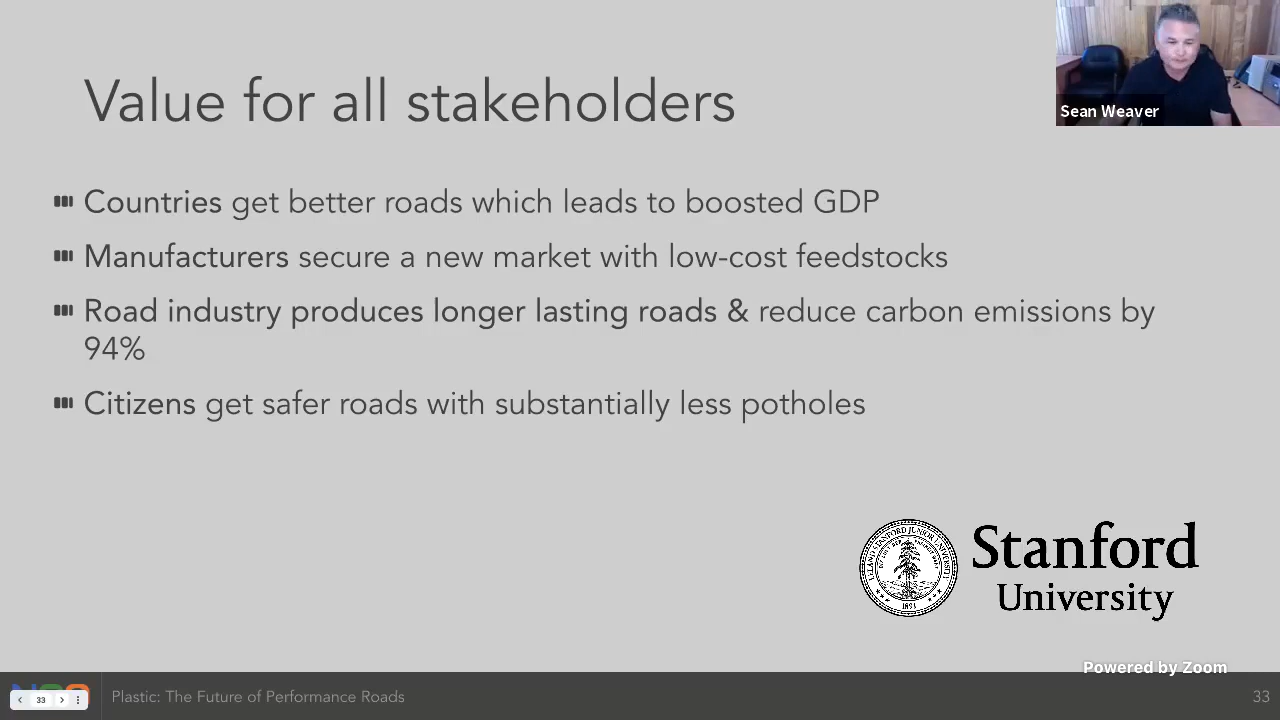 Value for all stakeholders
Sean Weaver
Countries get better roads which leads to boosted GDP
Manufacturers secure a new market with low-cost feedstocks
Road industry produces longer lasting roads & reduce carbon emissions by
94%
Citizens get safer roads with substantially less potholes
Stanford
University
1891
Powered by Zoom
33
Plastic: The Future of Performance Roads
33